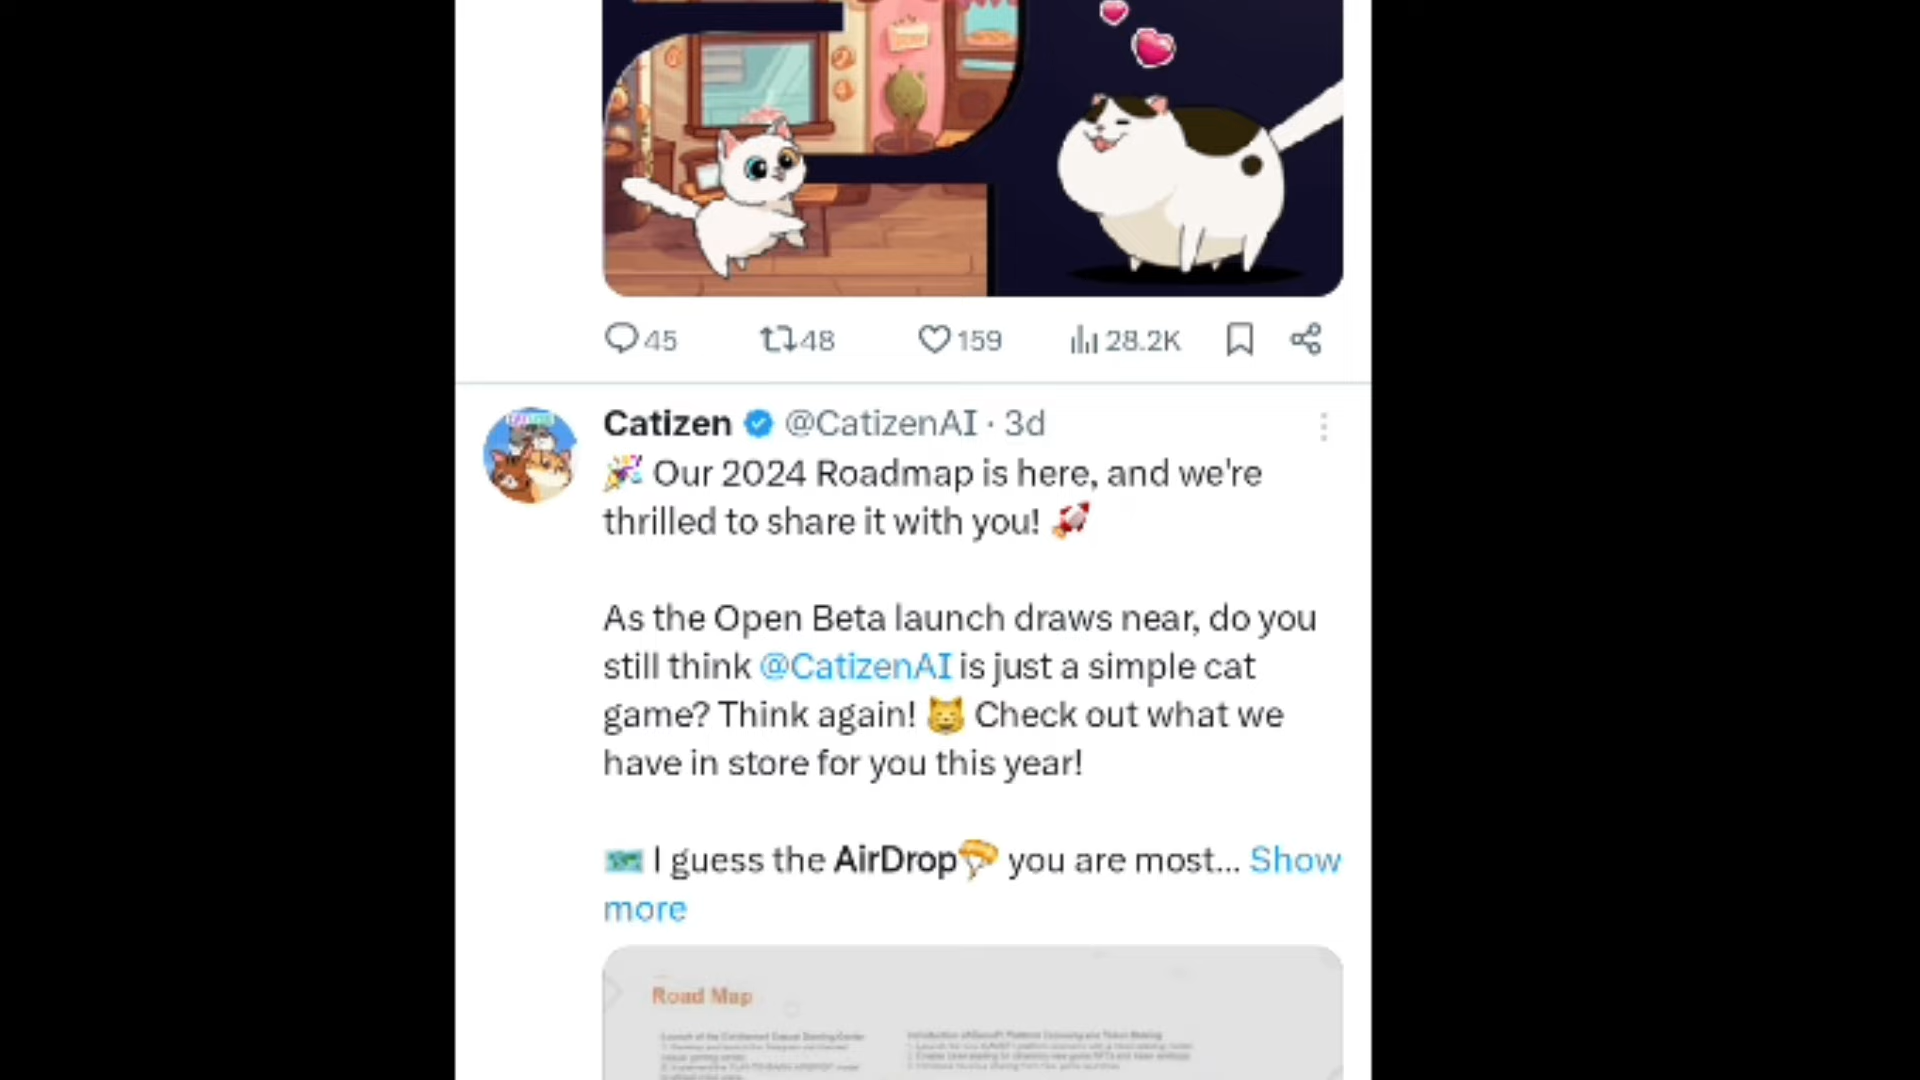 45 48 159 28.2K
Catizen @CatizenAI · 3d
🎉 Our 2024 Roadmap is here, and we're
thrilled to share it with you! 🚀
As the Open Beta launch draws near, do you
still think @CatizenAI is just a simple cat
game? Think again! 😺 Check out what we
have in store for you this year!
🗺️ I guess the AirDrop🪂 you are most... Show
more
Road Map